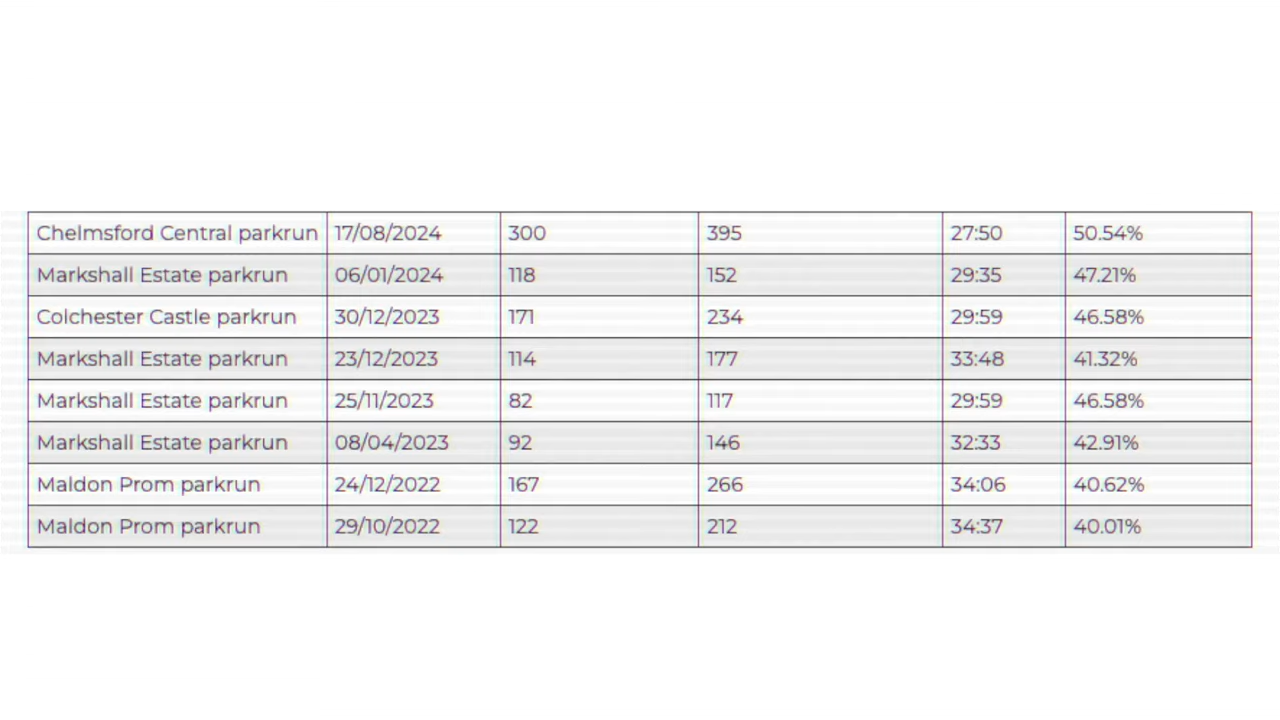 Chelmsford Central parkrun 17/08/2024 300 395 27:50 50.54%
Markshall Estate parkrun 06/01/2024 118 152 29:35 47.21%
Colchester Castle parkrun 30/12/2023 171 234 29:59 46.58%
Markshall Estate parkrun 23/12/2023 114 177 33:48 41.32%
Markshall Estate parkrun 25/11/2023 82 117 29:59 46.58%
Markshall Estate parkrun 08/04/2023 92 146 32:33 42.91%
Maldon Prom parkrun 24/12/2022 167 266 34:06 40.62%
Maldon Prom parkrun 29/10/2022 122 212 34:37 40.01%